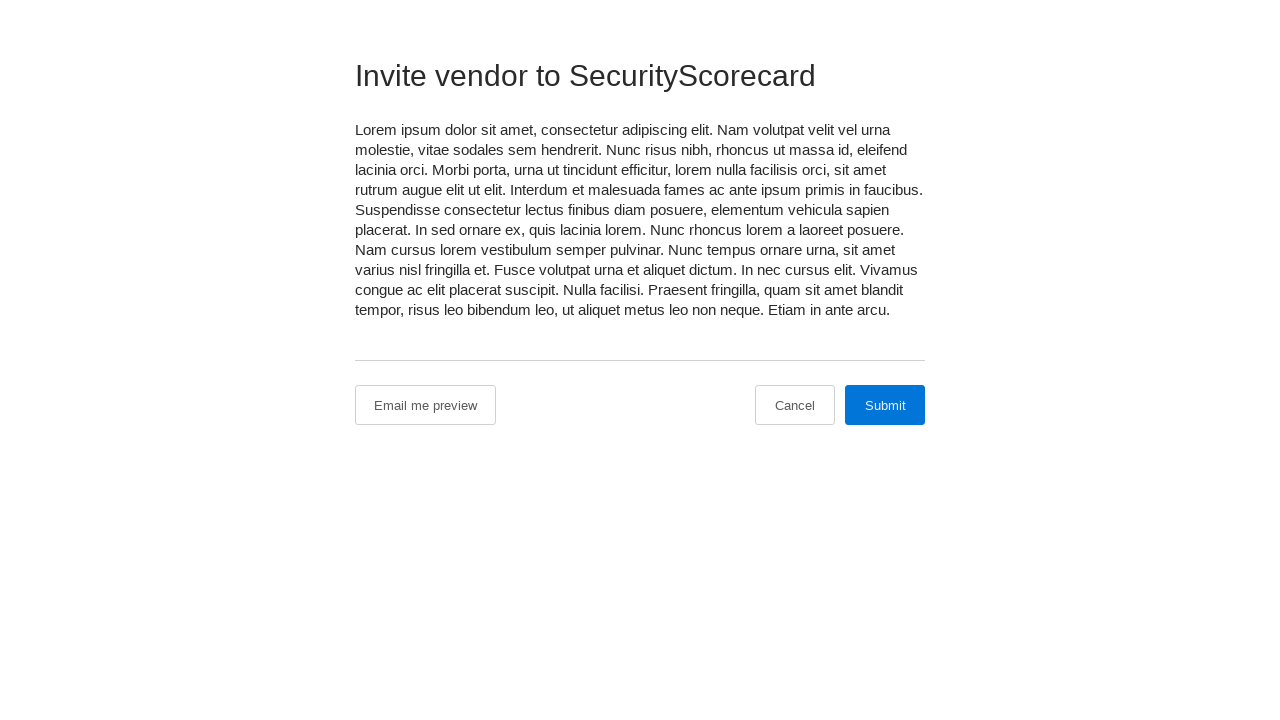 Invite vendor to SecurityScorecard
Lorem ipsum dolor sit amet, consectetur adipiscing elit. Nam volutpat velit vel urna
molestie, vitae sodales sem hendrerit. Nunc risus nibh, rhoncus ut massa id, eleifend
lacinia orci. Morbi porta, urna ut tincidunt efficitur, lorem nulla facilisis orci, sit amet
rutrum augue elit ut elit. Interdum et malesuada fames ac ante ipsum primis in faucibus.
Suspendisse consectetur lectus finibus diam posuere, elementum vehicula sapien
placerat. In sed ornare ex, quis lacinia lorem. Nunc rhoncus lorem a laoreet posuere.
Nam cursus lorem vestibulum semper pulvinar. Nunc tempus ornare urna, sit amet
varius nisl fringilla et. Fusce volutpat urna et aliquet dictum. In nec cursus elit. Vivamus
congue ac elit placerat suscipit. Nulla facilisi. Praesent fringilla, quam sit amet blandit
tempor, risus leo bibendum leo, ut aliquet metus leo non neque. Etiam in ante arcu.
Email me preview
Cancel
Submit